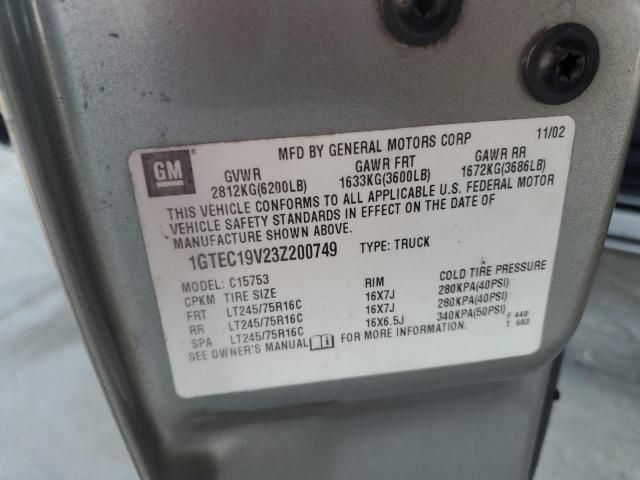 MFD BY GENERAL MOTORS CORP 11/02
GM
GVWR GAWR FRT GAWR RR
2812KG(6200LB) 1633KG(3600LB) 1672KG(3686LB)
THIS VEHICLE CONFORMS TO ALL APPLICABLE U.S. FEDERAL MOTOR
VEHICLE SAFETY STANDARDS IN EFFECT ON THE DATE OF
MANUFACTURE SHOWN ABOVE.
1GTEC19V23Z200749 TYPE: TRUCK
MODEL: C15753
CPKM TIRE SIZE RIM COLD TIRE PRESSURE
FRT LT245/75R16C 16X7J 280KPA(40PSI)
RR LT245/75R16C 16X7J 280KPA(40PSI)
SPA LT245/75R16C 16X6.5J 340KPA(50PSI)
SEE OWNER'S MANUAL FOR MORE INFORMATION.
F 440
T 503